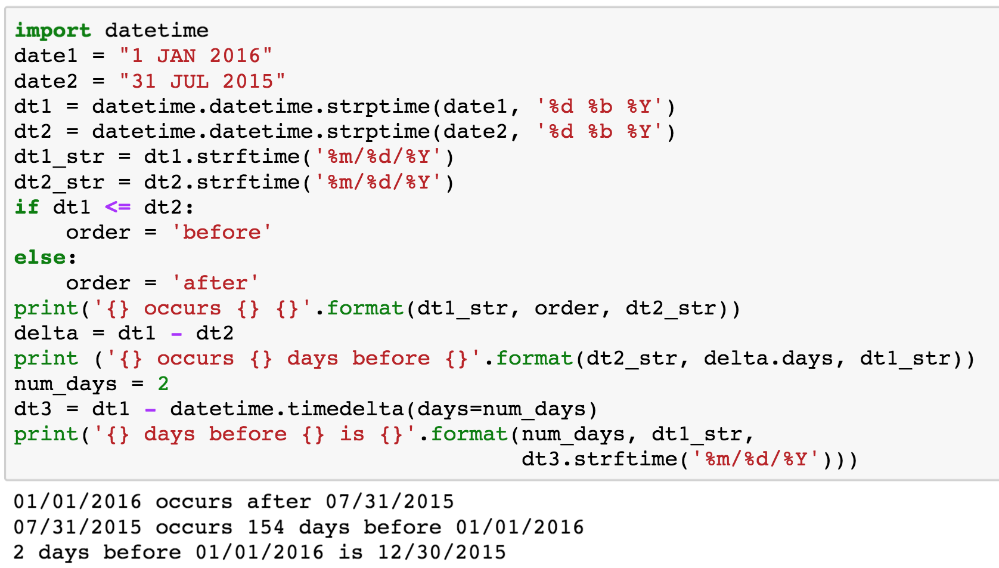 import datetime
date1 = "1 JAN 2016"
date2 = "31 JUL 2015"
dt1 = datetime.datetime.strptime(date1, '%d %b %Y')
dt2 = datetime.datetime.strptime(date2, '%d %b %Y')
dt1_str = dt1.strftime('%m/%d/%Y')
dt2_str = dt2.strftime('%m/%d/%Y')
if dt1 <= dt2:
    order = 'before'
else:
    order = 'after'
print('{} occurs {} {}'.format(dt1_str, order, dt2_str))
delta = dt1 - dt2
print ('{} occurs {} days before {}'.format(dt2_str, delta.days, dt1_str))
num_days = 2
dt3 = dt1 - datetime.timedelta(days=num_days)
print('{} days before {} is {}'.format(num_days, dt1_str,
                                       dt3.strftime('%m/%d/%Y')))
01/01/2016 occurs after 07/31/2015
07/31/2015 occurs 154 days before 01/01/2016
2 days before 01/01/2016 is 12/30/2015